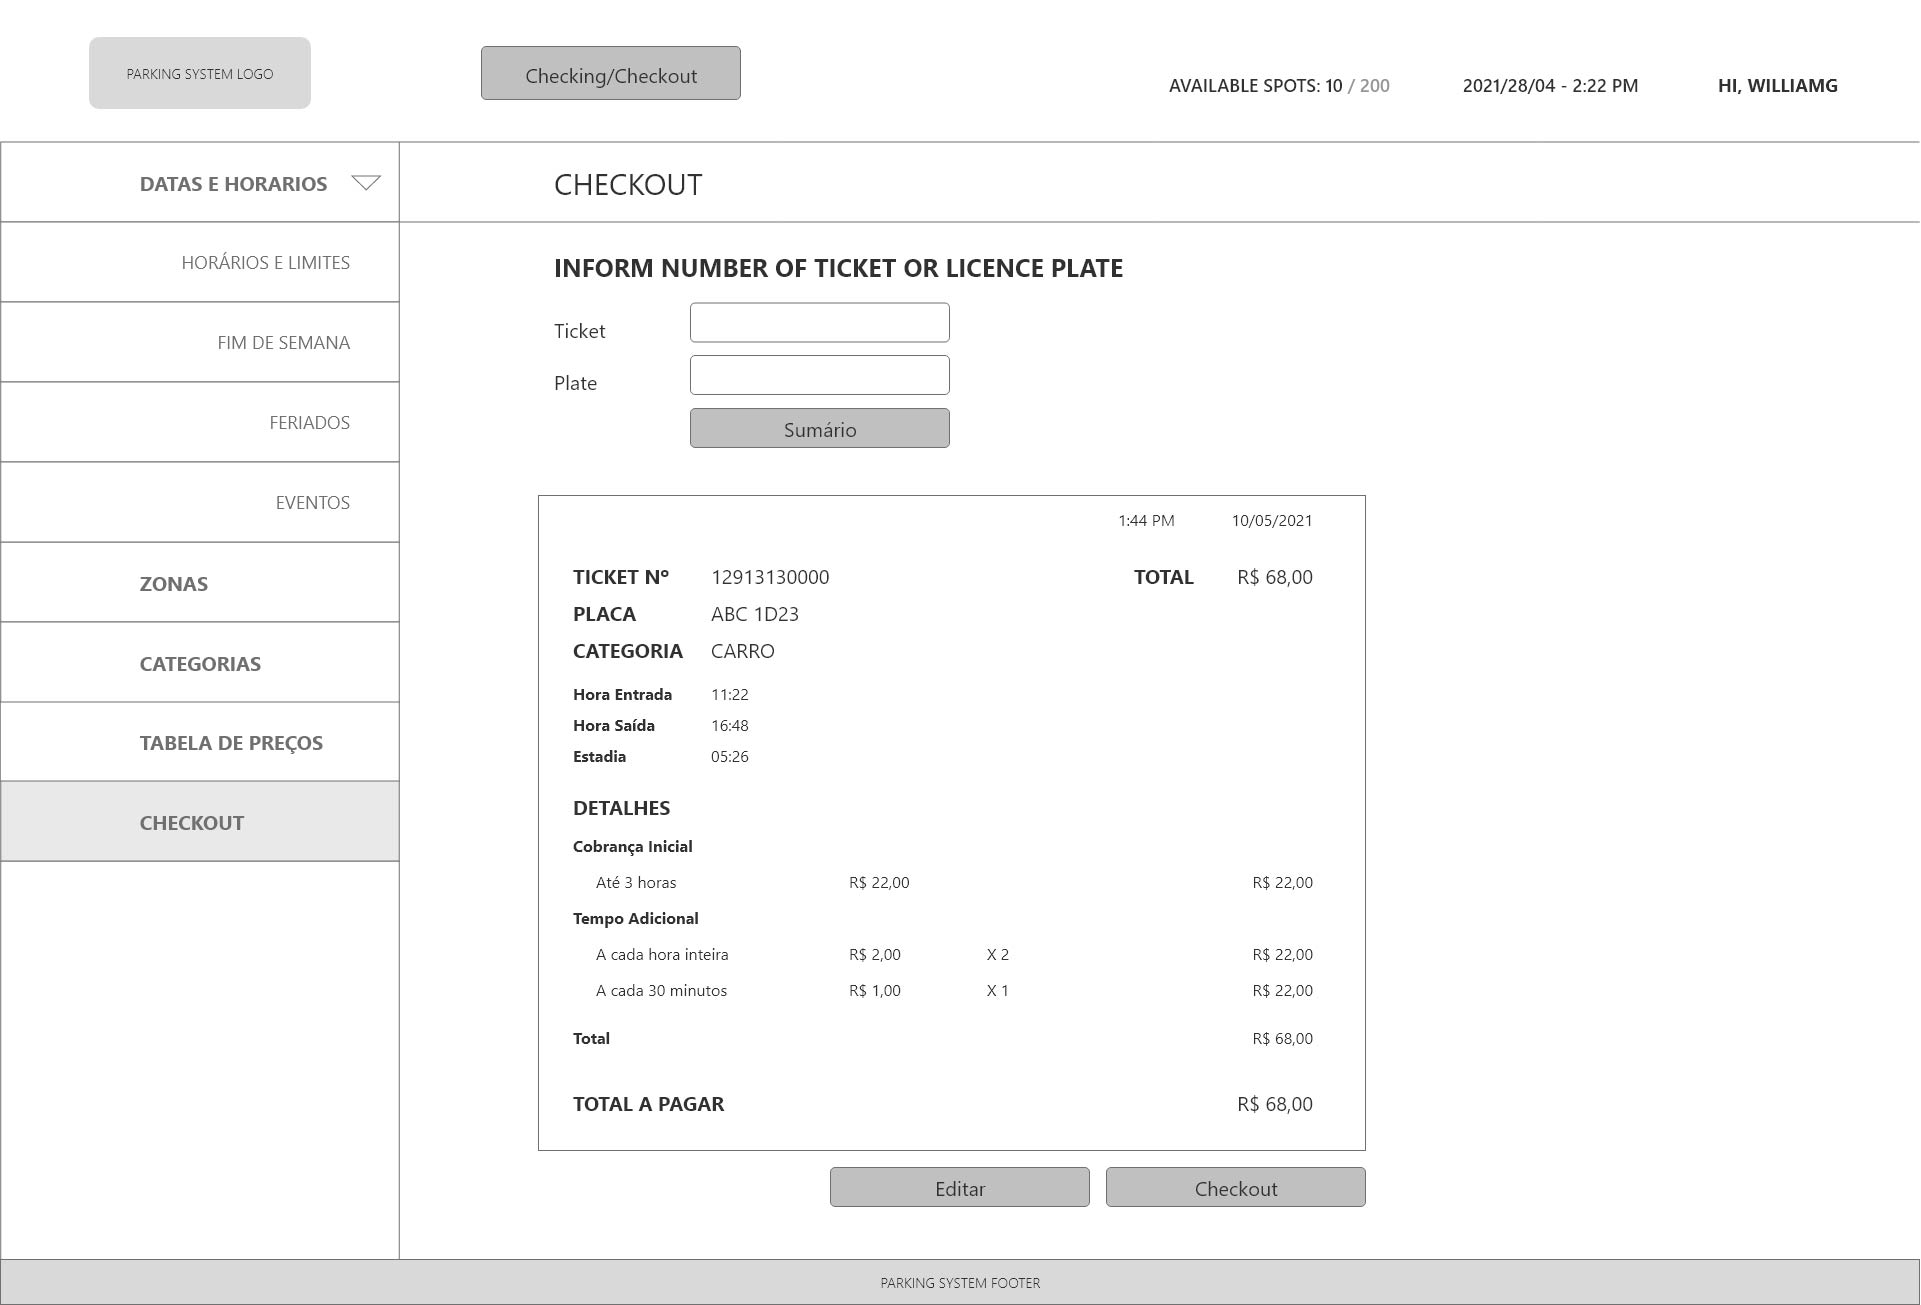 PARKING SYSTEM LOGO
Checking/Checkout
AVAILABLE SPOTS: 10 / 200
2021/28/04 - 2:22 PM
HI, WILLIAMG
DATAS E HORARIOS
HORÁRIOS E LIMITES
FIM DE SEMANA
FERIADOS
EVENTOS
ZONAS
CATEGORIAS
TABELA DE PREÇOS
CHECKOUT
CHECKOUT
INFORM NUMBER OF TICKET OR LICENCE PLATE
Ticket
Plate
Sumário
1:44 PM 10/05/2021
TICKET Nº 12913130000 TOTAL R$ 68,00
PLACA ABC 1D23
CATEGORIA CARRO
Hora Entrada 11:22
Hora Saída 16:48
Estadia 05:26
DETALHES
Cobrança Inicial
Até 3 horas R$ 22,00 R$ 22,00
Tempo Adicional
A cada hora inteira R$ 2,00 X 2 R$ 22,00
A cada 30 minutos R$ 1,00 X 1 R$ 22,00
Total R$ 68,00
TOTAL A PAGAR R$ 68,00
Editar Checkout
PARKING SYSTEM FOOTER